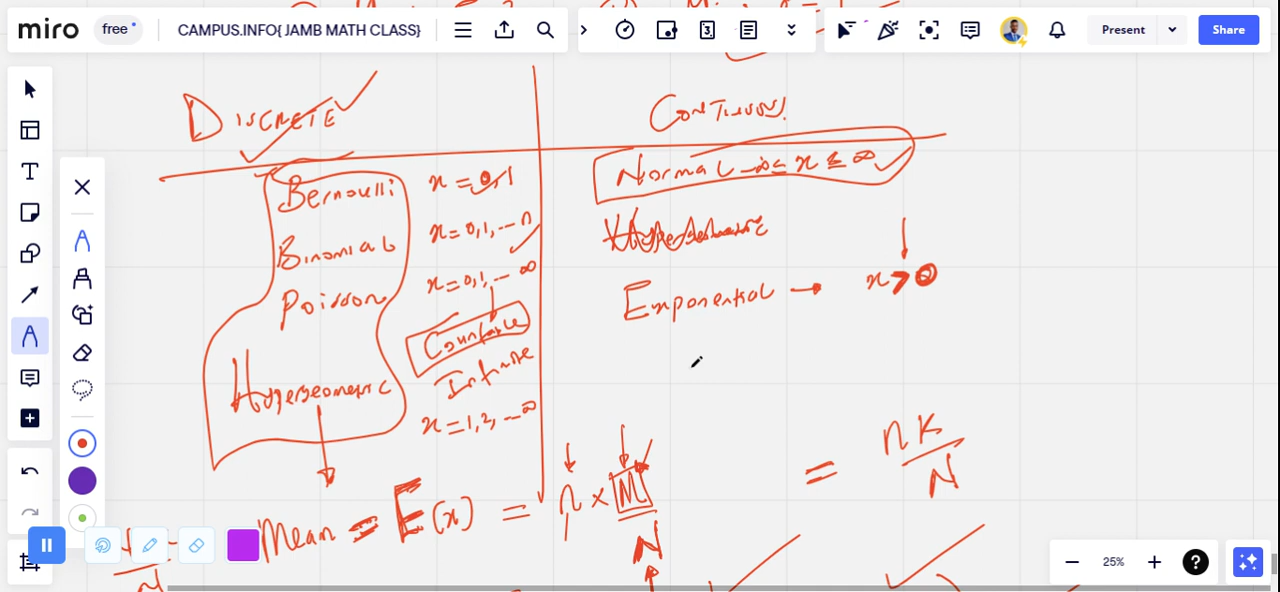 miro
free
CAMPUS.INFO{ JAMB MATH CLASS}
3
Present
Share
DISCRETE
CONTINUOUS!
Bernoulli x = 0,1
Normal -∞ ≤ x ≤ ∞
Binomial x=0,1,---n
Poisson x=0,1,--- ∞
Exponential → x > 0
Countable
Infinite
Hypergeometric
x=1,2,---∞
Mean = E(x) = n × M
N
= nK
N
N
25%
?